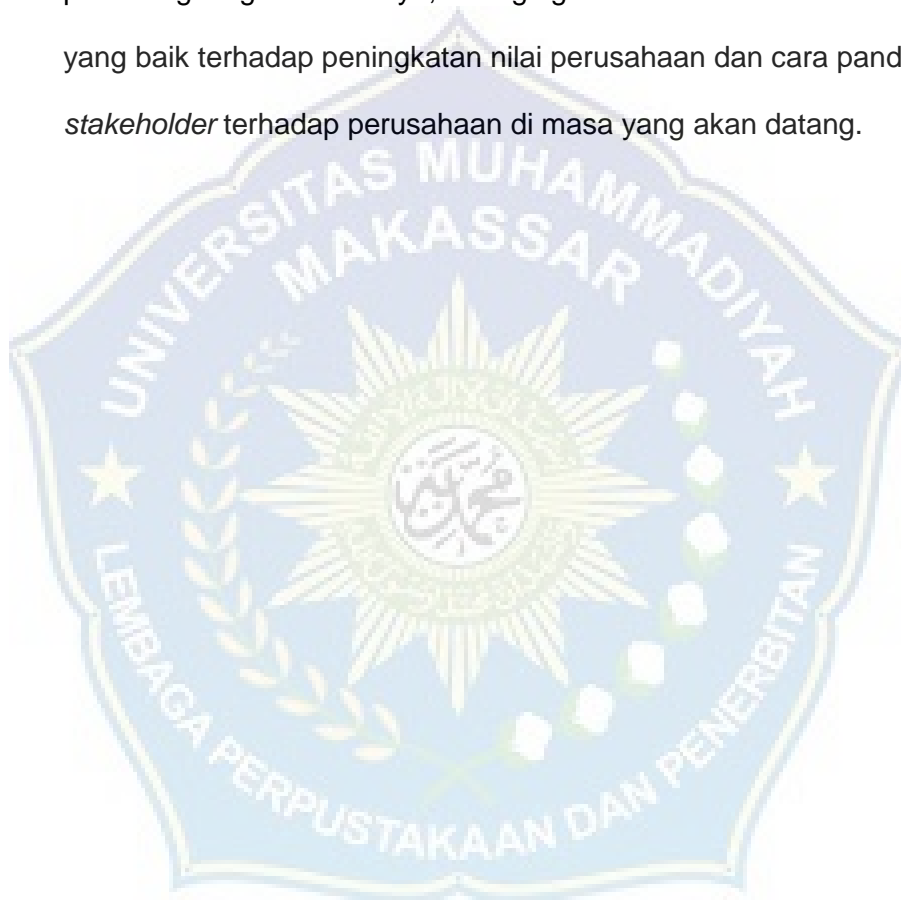 yang baik terhadap peningkatan nilai perusahaan dan cara pand
stakeholder terhadap perusahaan di masa yang akan datang.
UNIVERSITAS MUHAMMADIYAH
MAKASSAR
LEMBAGA PERPUSTAKAAN DAN PENERBITAN